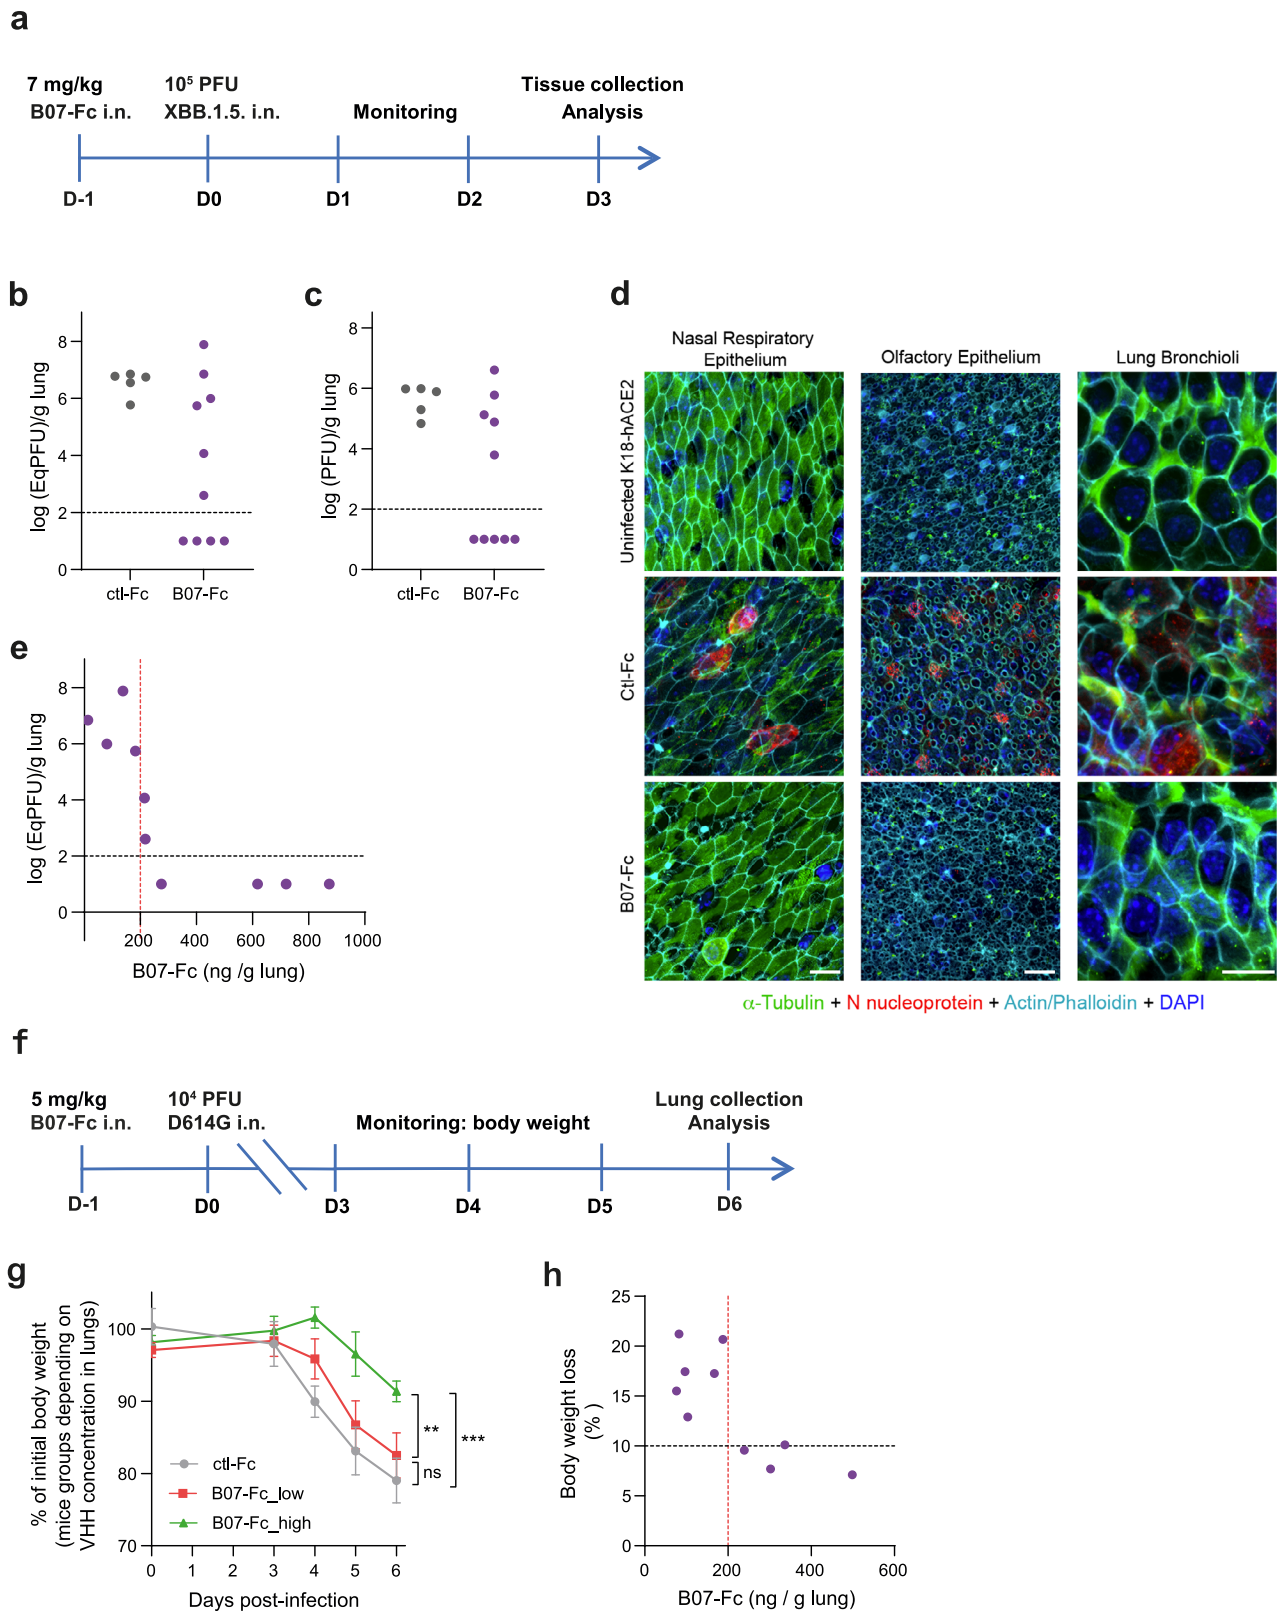 a
7 mg/kg
B07-Fc i.n.
10⁵ PFU
XBB.1.5. i.n.
Monitoring
Tissue collection
Analysis
D-1
D0
D1
D2
D3
b
log (EqPFU)/g lung
8
6
4
2
0
ctl-Fc
B07-Fc
c
log (PFU)/g lung
8
6
4
2
0
ctl-Fc
B07-Fc
d
Nasal Respiratory
Epithelium
Olfactory Epithelium
Lung Bronchioli
Uninfected K18-hACE2
Ctl-Fc
B07-Fc
α-Tubulin + N nucleoprotein + Actin/Phalloidin + DAPI
e
log (EqPFU)/g lung
8
6
4
2
0
200
400
600
800
1000
B07-Fc (ng /g lung)
f
5 mg/kg
B07-Fc i.n.
10⁴ PFU
D614G i.n.
Monitoring: body weight
Lung collection
Analysis
D-1
D0
D3
D4
D5
D6
g
% of initial body weight
(mice groups depending on
VHH concentration in lungs)
100
90
80
70
ctl-Fc
B07-Fc_low
B07-Fc_high
**
***
ns
0
1
2
3
4
5
6
Days post-infection
h
Body weight loss
(% )
25
20
15
10
5
0
0
200
400
600
B07-Fc (ng / g lung)